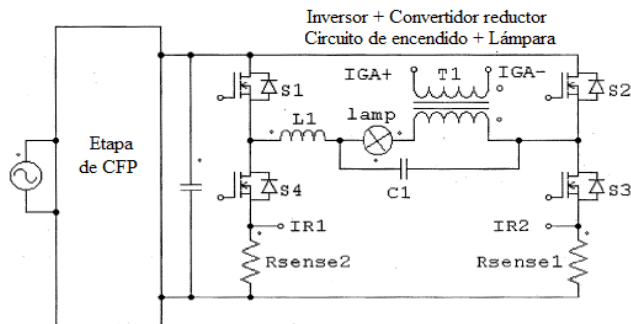 Inversor + Convertidor reductor
Circuito de encendido + Lámpara
IGA+ T1 IGA-
S1 S2
lamp
L1
Etapa
de CFP
C1
S4 S3
IR1 IR2
Rsense2 Rsense1